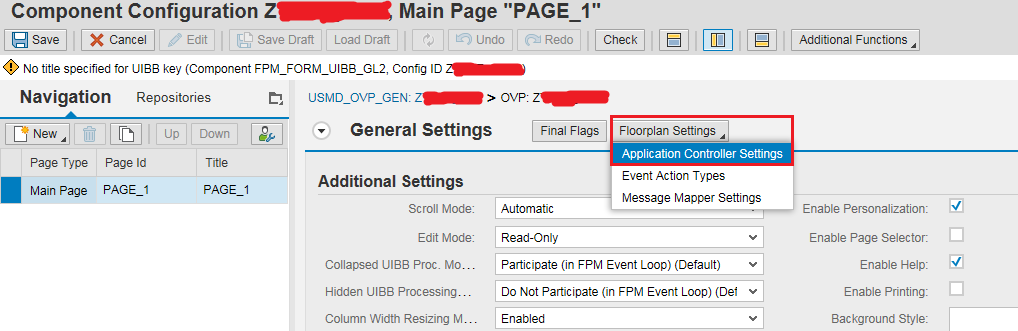 Component Configuration Z , Main Page "PAGE_1"
Save Cancel Edit Save Draft Load Draft Undo Redo Check Additional Functions
No title specified for UIBB key (Component FPM_FORM_UIBB_GL2, Config ID Z )
Navigation Repositories
USMD_OVP_GEN: Z > OVP: Z
New Up Down
General Settings Final Flags Floorplan Settings
Application Controller Settings
Event Action Types
Message Mapper Settings
Page Type Page Id Title
Main Page PAGE_1 PAGE_1
Additional Settings
Scroll Mode: Automatic Enable Personalization:
Edit Mode: Read-Only Enable Page Selector:
Collapsed UIBB Proc. Mo... Participate (in FPM Event Loop) (Default) Enable Help:
Hidden UIBB Processing... Do Not Participate (in FPM Event Loop) (Def Enable Printing:
Column Width Resizing M... Enabled Background Style: